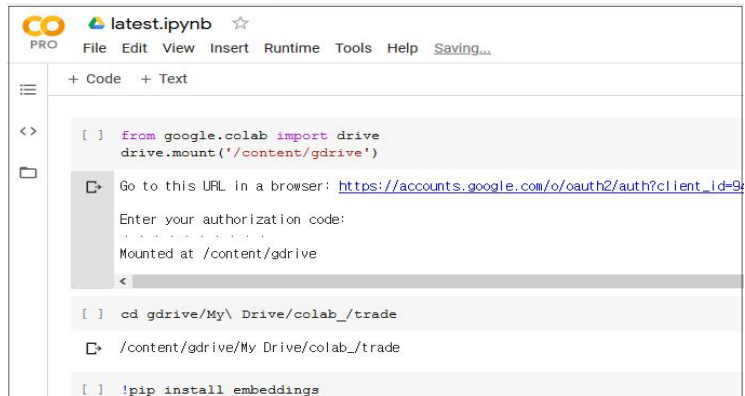 latest.ipynb
PRO
File Edit View Insert Runtime Tools Help Saving...
+ Code + Text
[ ] from google.colab import drive
drive.mount('/content/gdrive')
Go to this URL in a browser: https://accounts.google.com/o/oauth2/auth?client_id=94
Enter your authorization code:
··········
Mounted at /content/gdrive
[ ] cd gdrive/My\ Drive/colab_/trade
/content/gdrive/My Drive/colab_/trade
[ ] !pip install embeddings